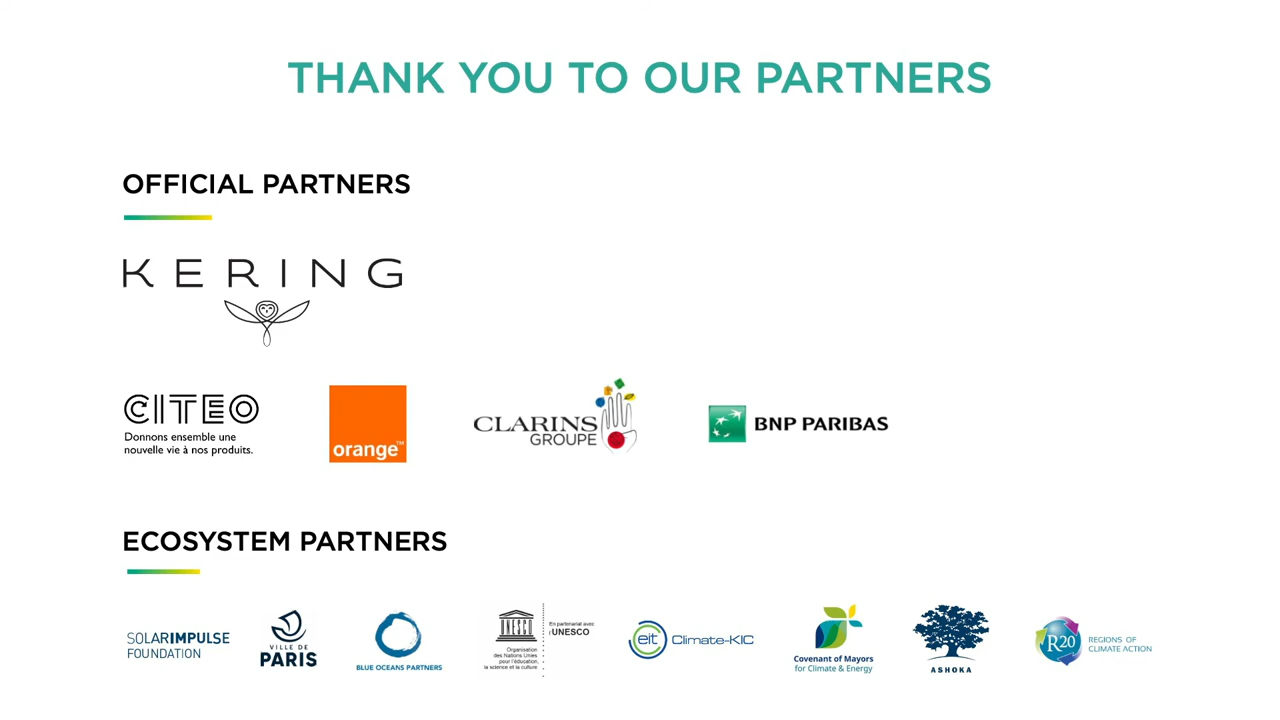 THANK YOU TO OUR PARTNERS
OFFICIAL PARTNERS
KERING
CITEO
Donnons ensemble une
nouvelle vie à nos produits.
orange™
CLARINS
GROUPE
BNP PARIBAS
ECOSYSTEM PARTNERS
SOLARIMPULSE
FOUNDATION
VILLE DE
PARIS
BLUE OCEANS PARTNERS
UNESCO
Organisation
des Nations Unies
pour l'éducation,
la science et la culture
En partenariat avec
l'UNESCO
eit
Climate-KIC
Covenant of Mayors
for Climate & Energy
ASHOKA
R20
REGIONS OF
CLIMATE ACTION